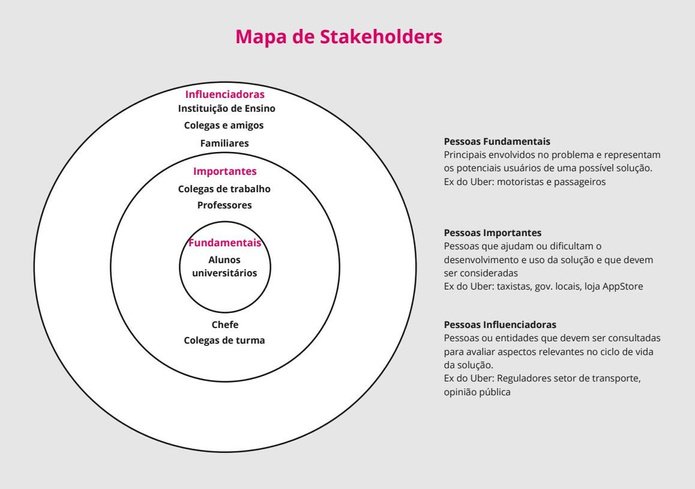 Mapa de Stakeholders
Influenciadoras
Instituição de Ensino
Colegas e amigos
Familiares
Importantes
Colegas de trabalho
Professores
Fundamentais
Alunos
universitários
Chefe
Colegas de turma
Pessoas Fundamentais
Principais envolvidos no problema e representam
os potenciais usuários de uma possível solução.
Ex do Uber: motoristas e passageiros
Pessoas Importantes
Pessoas que ajudam ou dificultam o
desenvolvimento e uso da solução e que devem
ser consideradas
Ex do Uber: taxistas, gov. locais, loja AppStore
Pessoas Influenciadoras
Pessoas ou entidades que devem ser consultadas
para avaliar aspectos relevantes no ciclo de vida
da solução.
Ex do Uber: Reguladores setor de transporte,
opinião pública